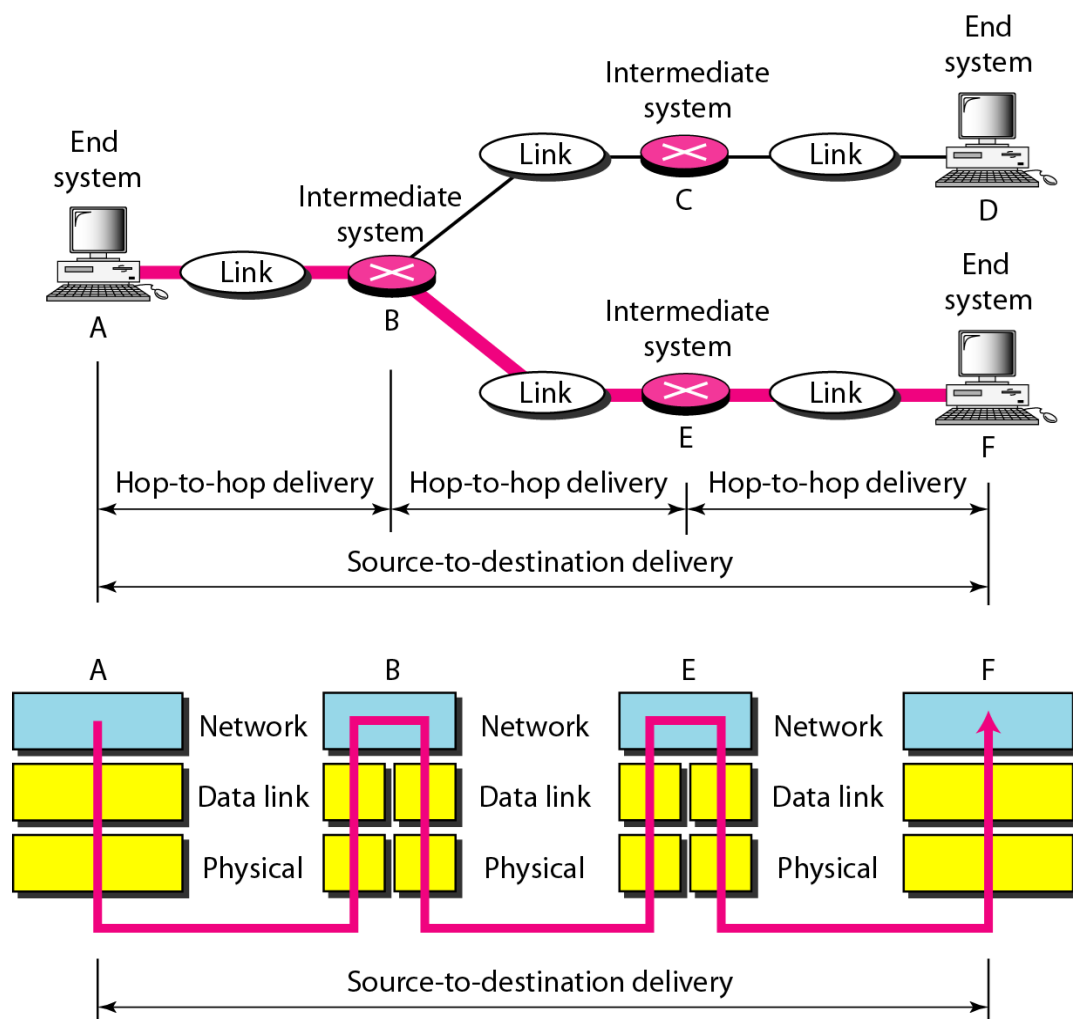 End
system
Intermediate
system
Link
Link
C
D
End
system
Intermediate
system
Link
A
B
End
system
Intermediate
system
Link
Link
E
F
Hop-to-hop delivery
Hop-to-hop delivery
Hop-to-hop delivery
Source-to-destination delivery
A
B
E
F
Network
Network
Network
Data link
Data link
Data link
Physical
Physical
Physical
Source-to-destination delivery